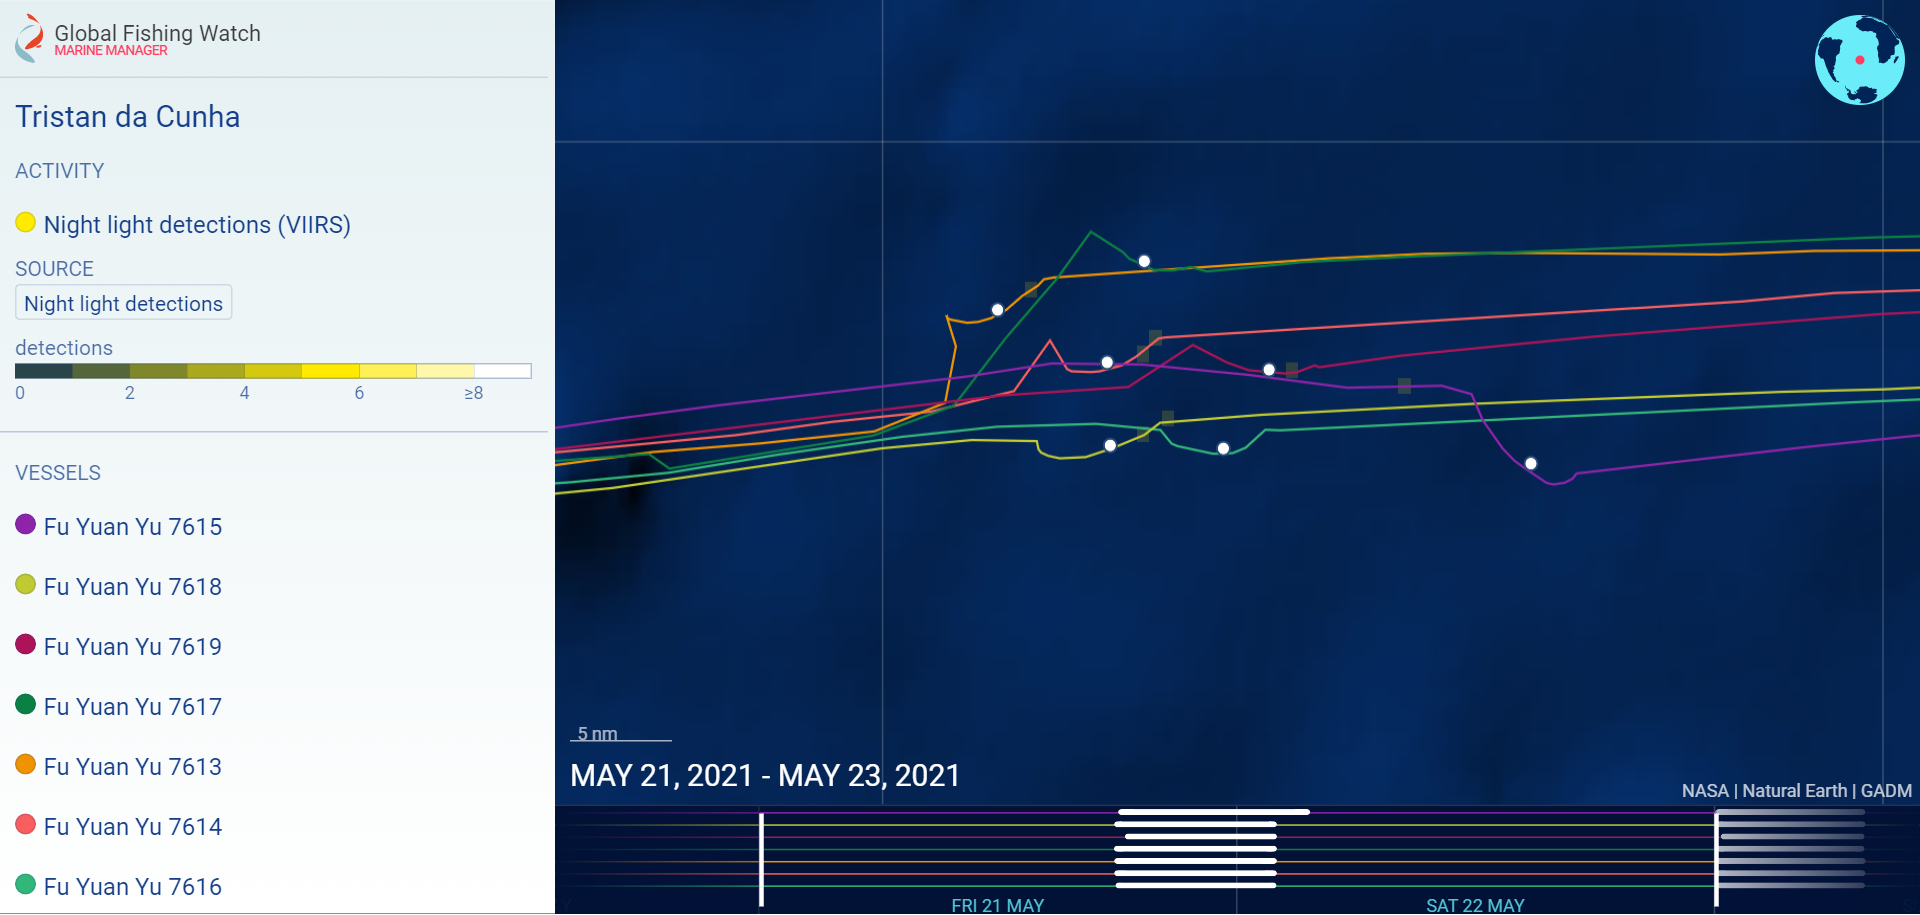 Global Fishing Watch
MARINE MANAGER
Tristan da Cunha
ACTIVITY
Night light detections (VIIRS)
SOURCE
Night light detections
detections
0 2 4 6 ≥8
VESSELS
Fu Yuan Yu 7615
Fu Yuan Yu 7618
Fu Yuan Yu 7619
Fu Yuan Yu 7617
Fu Yuan Yu 7613
Fu Yuan Yu 7614
Fu Yuan Yu 7616
5 nm
MAY 21, 2021 - MAY 23, 2021
NASA | Natural Earth | GADM
FRI 21 MAY SAT 22 MAY